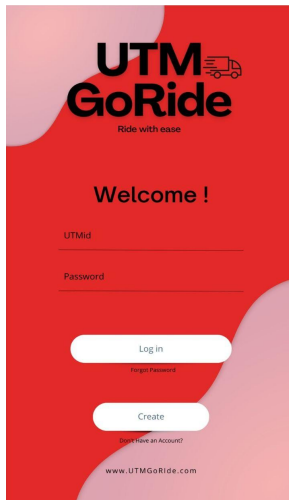 UTM
GoRide
Ride with ease
Welcome !
UTMid
Password
Log in
Forgot Password
Create
Don't Have an Account?
www.UTMGoRide.com